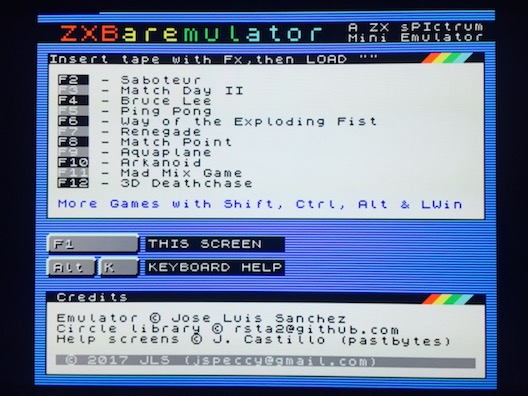 ZXBaremulator
A ZX sPIctrum
Mini Emulator
Insert tape with Fx,then LOAD ""
F2 - Saboteur
F3 - Match Day II
F4 - Bruce Lee
F5 - Ping Pong
F6 - Way of the Exploding Fist
F7 - Renegade
F8 - Match Point
F9 - Aquaplane
F10 - Arkanoid
F11 - Mad Mix Game
F12 - 3D Deathchase
More Games with Shift, Ctrl, Alt & LWin
F1 THIS SCREEN
Alt K KEYBOARD HELP
Credits
Emulator © Jose Luis Sanchez
Circle library © rsta2@github.com
Help screens © J. Castillo (pastbytes)
© 2017 JLS (jspeccy@gmail.com)